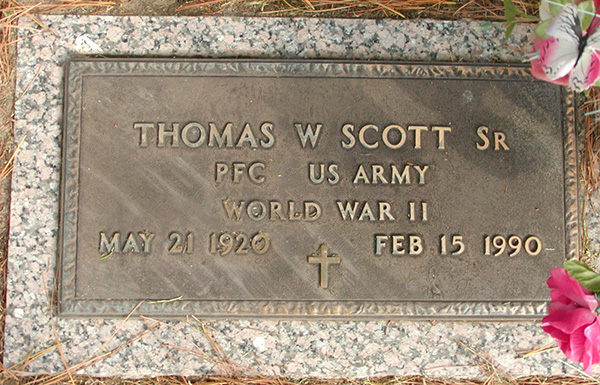 THOMAS W SCOTT SR
PFC US ARMY
WORLD WAR II
MAY 21 1920 FEB 15 1990